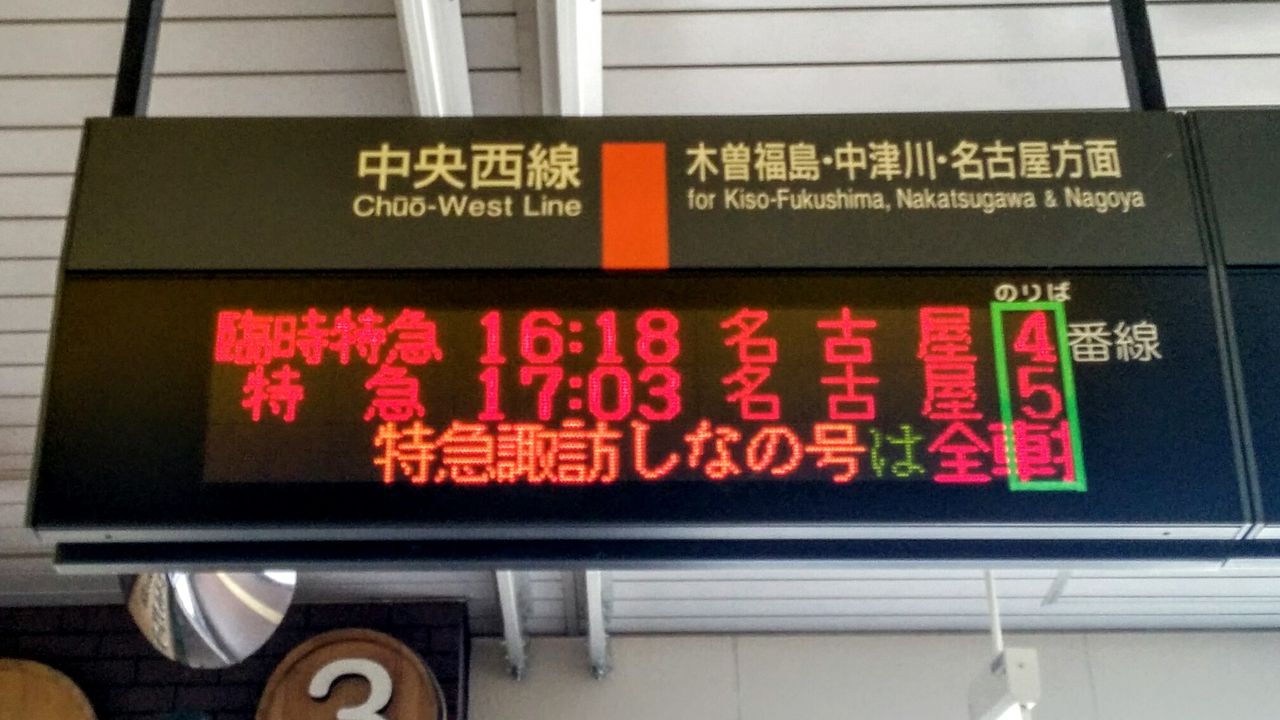 中央西線
Chūō-West Line
木曽福島・中津川・名古屋方面
for Kiso-Fukushima, Nakatsugawa & Nagoya
のりば
臨時特急 16:18 名古屋 4 番線
特急 17:03 名古屋 5
特急諏訪しなの号は全車
3